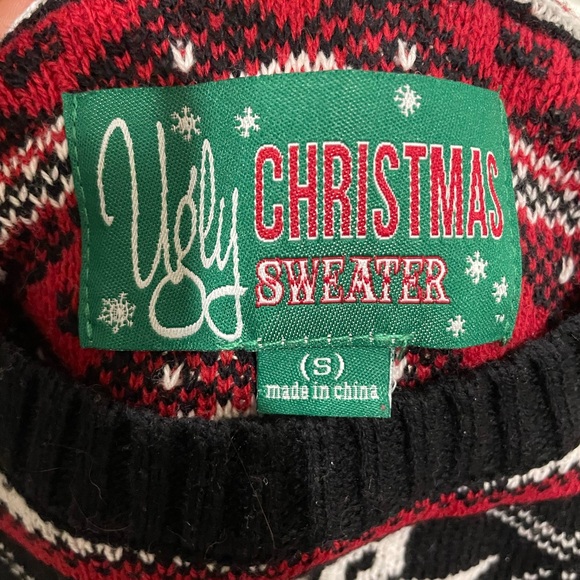 Ugly CHRISTMAS
SWEATER
(S)
made in china